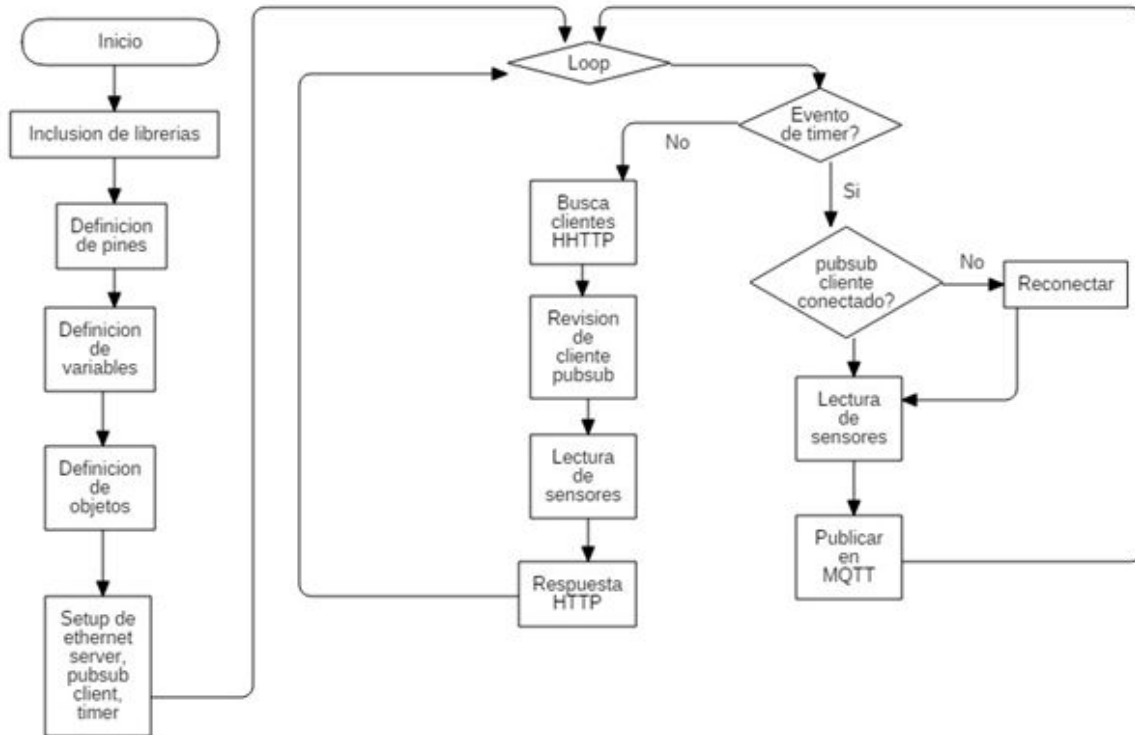 Inicio
Inclusion de librerias
Definicion
de pines
Definicion
de
variables
Definicion
de
objetos
Setup de
ethernet
server,
pubsub
client,
timer
Loop
Evento
de timer?
No
Si
Busca
clientes
HHTTP
Revision
de
cliente
pubsub
Lectura
de
sensores
Respuesta
HTTP
pubsub
cliente
conectado?
No
Reconectar
Lectura
de
sensores
Publicar
en
MQTT